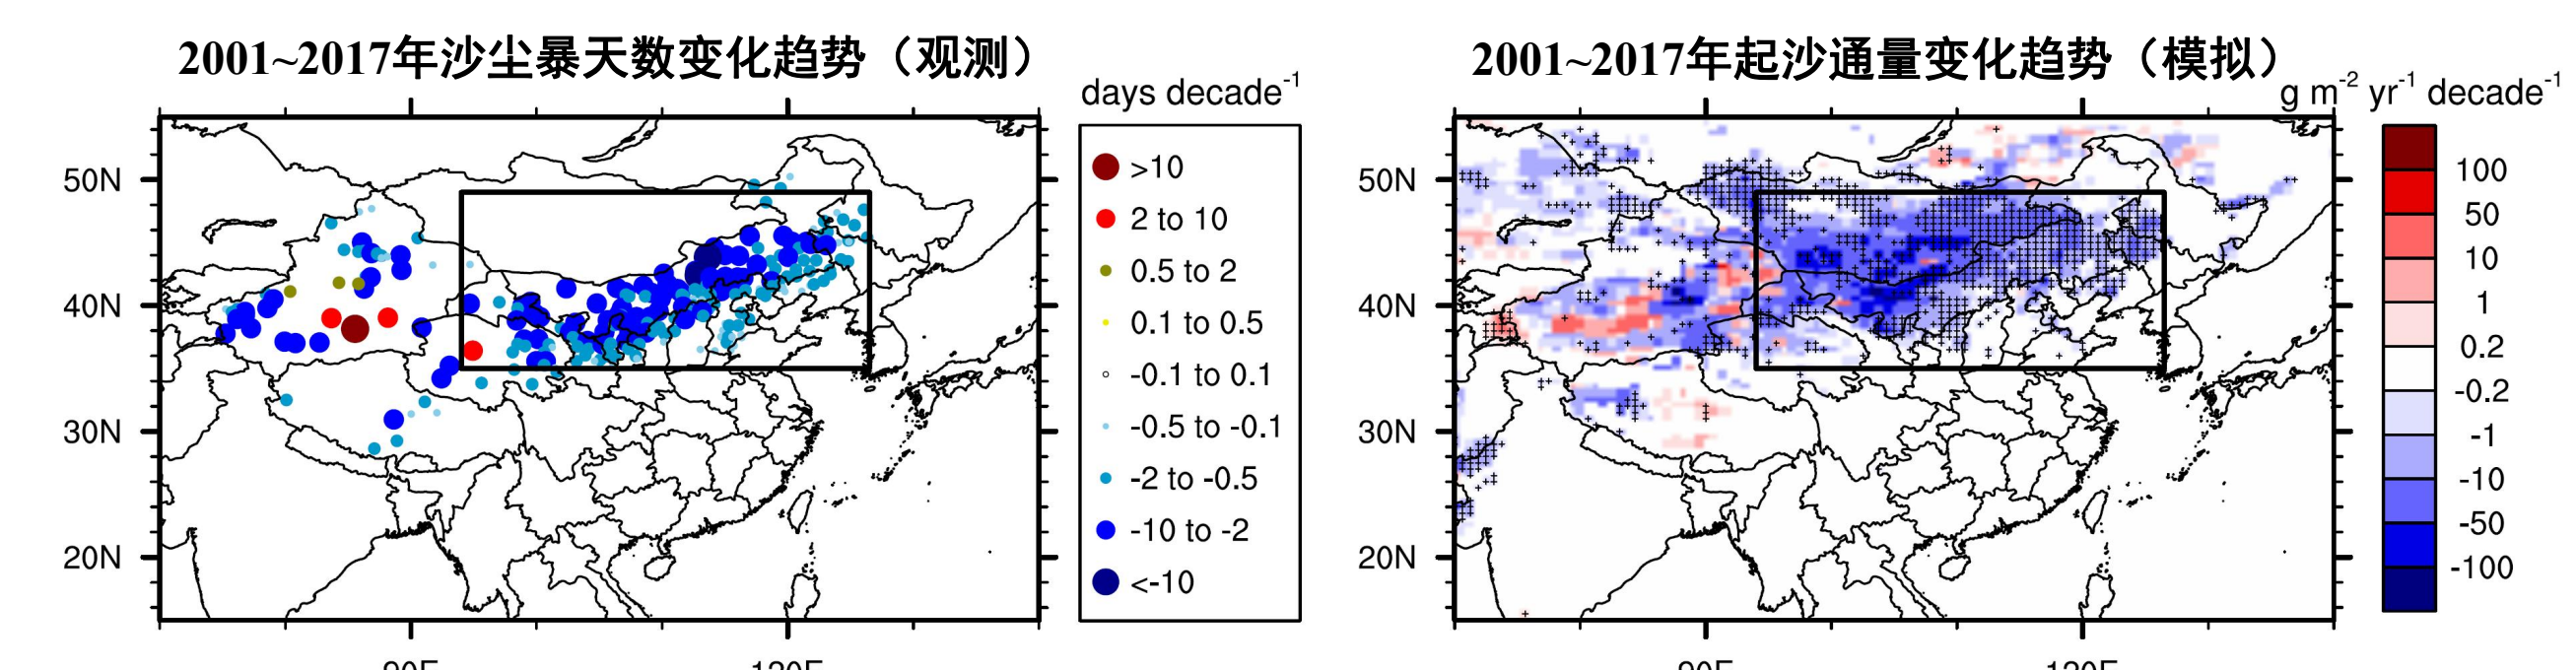 2001~2017年沙尘暴天数变化趋势（观测）
days decade-1
50N
40N
30N
20N
>10
2 to 10
0.5 to 2
0.1 to 0.5
-0.1 to 0.1
-0.5 to -0.1
-2 to -0.5
-10 to -2
<-10
2001~2017年起沙通量变化趋势（模拟）
g m-2 yr-1 decade-1
50N
40N
30N
20N
100
50
10
1
0.2
-0.2
-1
-10
-50
-100